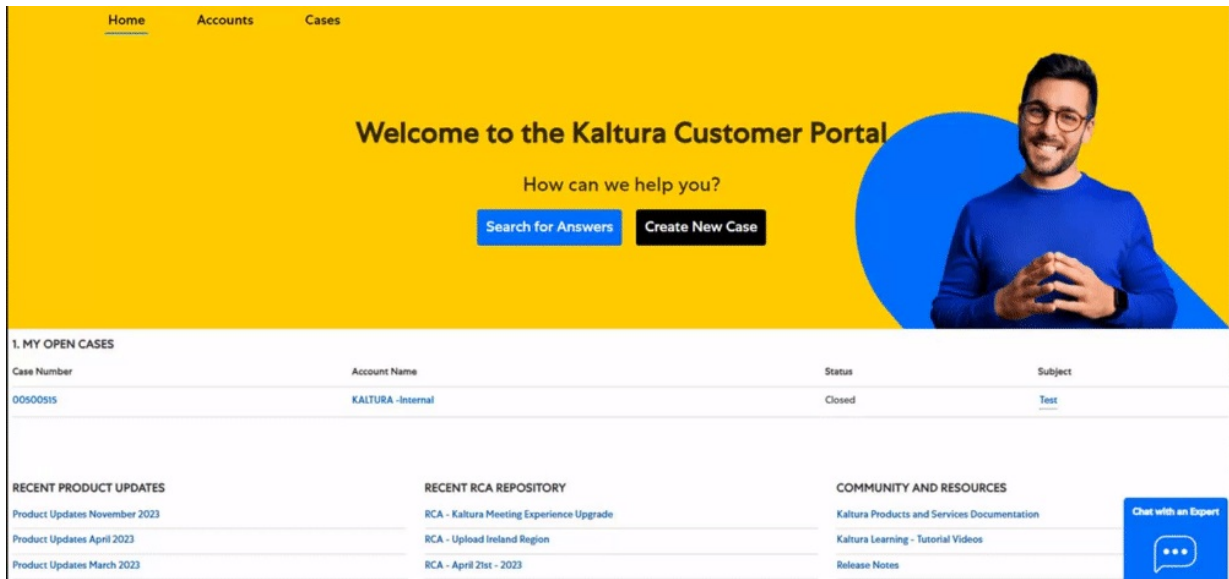 Home Accounts Cases
Welcome to the Kaltura Customer Portal
How can we help you?
Search for Answers Create New Case
1. MY OPEN CASES
Case Number Account Name Status Subject
00500515 KALTURA -Internal Closed Test
RECENT PRODUCT UPDATES RECENT RCA REPOSITORY COMMUNITY AND RESOURCES
Product Updates November 2023 RCA - Kaltura Meeting Experience Upgrade Kaltura Products and Services Documentation
Product Updates April 2023 RCA - Upload Ireland Region Kaltura Learning - Tutorial Videos
Product Updates March 2023 RCA - April 21st - 2023 Release Notes
Chat with an Expert